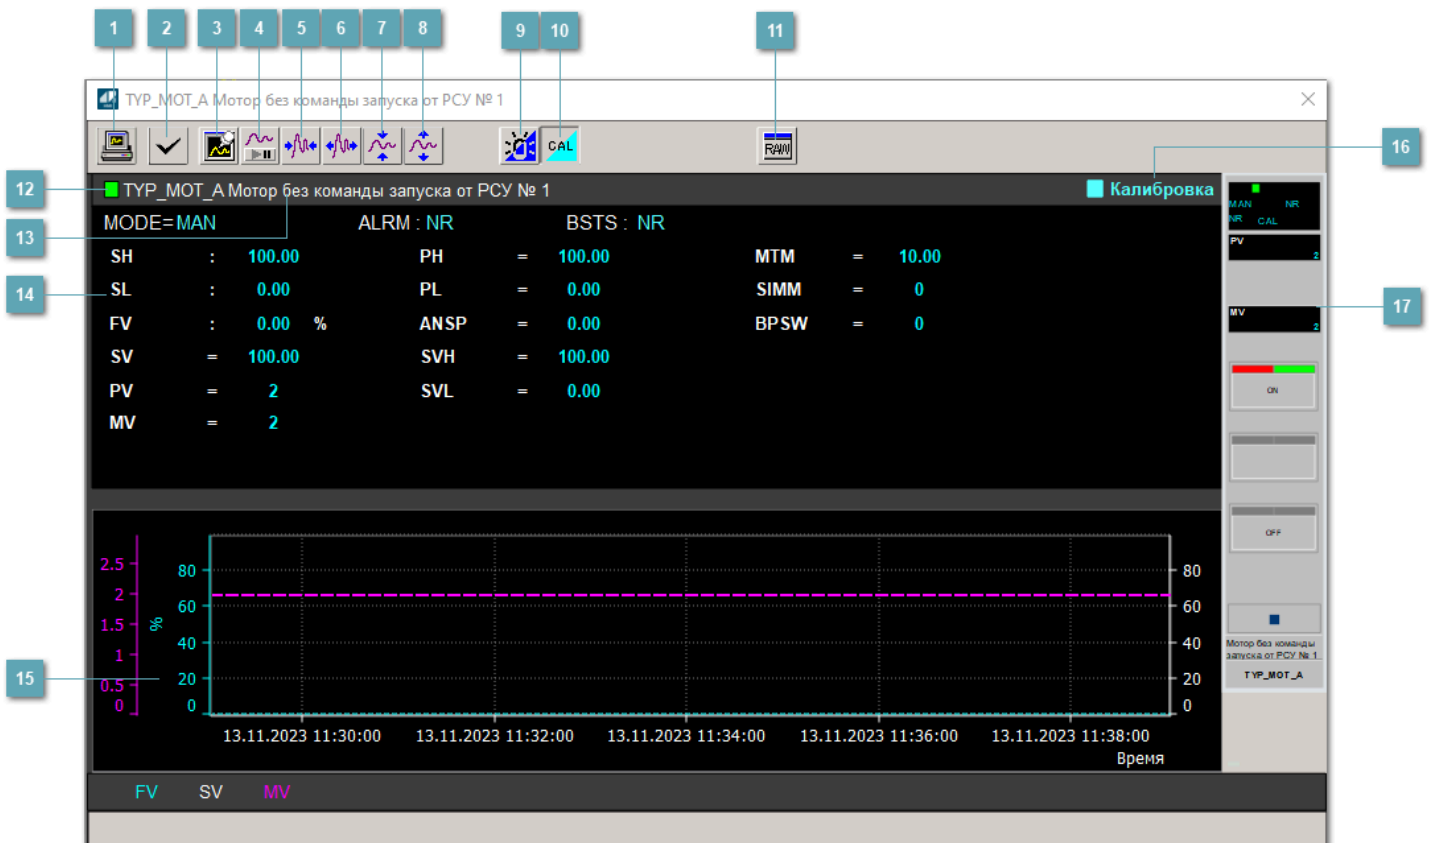 1 2 3 4 5 6 7 8 9 10 11
TYP_MOT_A Мотор без команды запуска от РСУ № 1
CAL
RAW
16
12
TYP_MOT_A Мотор без команды запуска от РСУ № 1
Калибровка
MAN NR
NR CAL
13
MODE=MAN ALRM : NR BSTS : NR
SH : 100.00 PH = 100.00 MTM = 10.00
PV
2
14
SL : 0.00 PL = 0.00 SIMM = 0
17
FV : 0.00 % ANSP = 0.00 BPSW = 0
MV
2
SV = 100.00 SVH = 100.00
PV = 2 SVL = 0.00
ON
MV = 2
OFF
2.5
2
1.5
1
0.5
0
%
80
60
40
20
0
80
60
40
20
0
15
Мотор без команды
запуска от РСУ № 1
TYP_MOT_A
13.11.2023 11:30:00 13.11.2023 11:32:00 13.11.2023 11:34:00 13.11.2023 11:36:00 13.11.2023 11:38:00
Время
FV SV MV